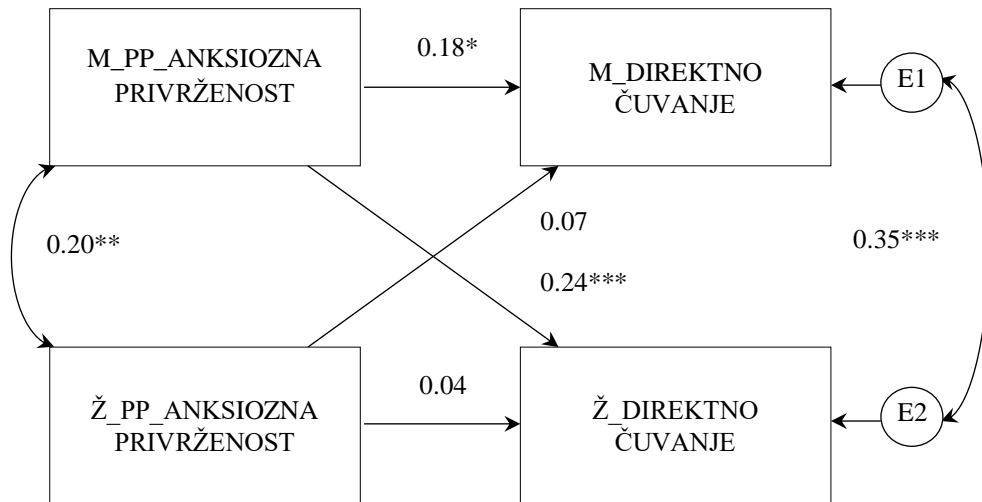 M_PP_ANKSIOZNA
PRIVRŽENOST
0.18*
M_DIREKTNO
ČUVANJE
E1
0.20**
0.07
0.24***
0.35***
Ž_PP_ANKSIOZNA
PRIVRŽENOST
0.04
Ž_DIREKTNO
ČUVANJE
E2